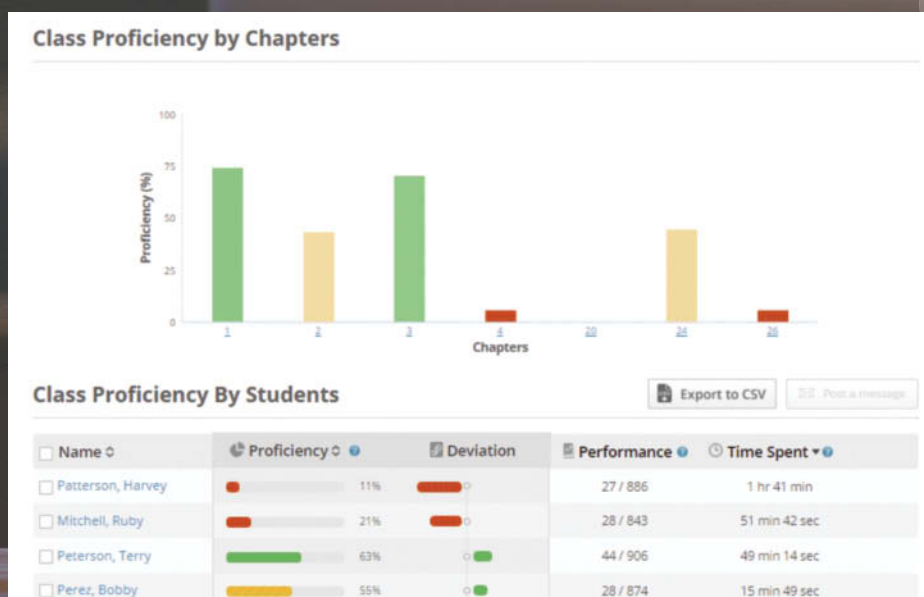 Class Proficiency by Chapters
100
75
50
25
0
Proficiency (%)
1 2 3 4 20 24 26
Chapters
Class Proficiency By Students
Export to CSV Post a message
Name Proficiency Deviation Performance Time Spent
Patterson, Harvey 11% 27 / 886 1 hr 41 min
Mitchell, Ruby 21% 28 / 843 51 min 42 sec
Peterson, Terry 63% 44 / 906 49 min 14 sec
Perez, Bobby 55% 28 / 874 15 min 49 sec